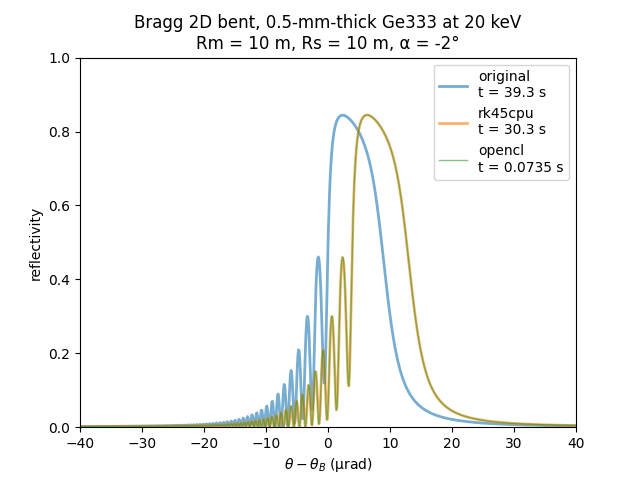 Bragg 2D bent, 0.5-mm-thick Ge333 at 20 keV
Rm = 10 m, Rs = 10 m, α = -2°
original
t = 39.3 s
rk45cpu
t = 30.3 s
opencl
t = 0.0735 s
1.0
0.8
0.6
0.4
0.2
0.0
reflectivity
−40
−30
−20
−10
0
10
20
30
40
θ − θB (μrad)